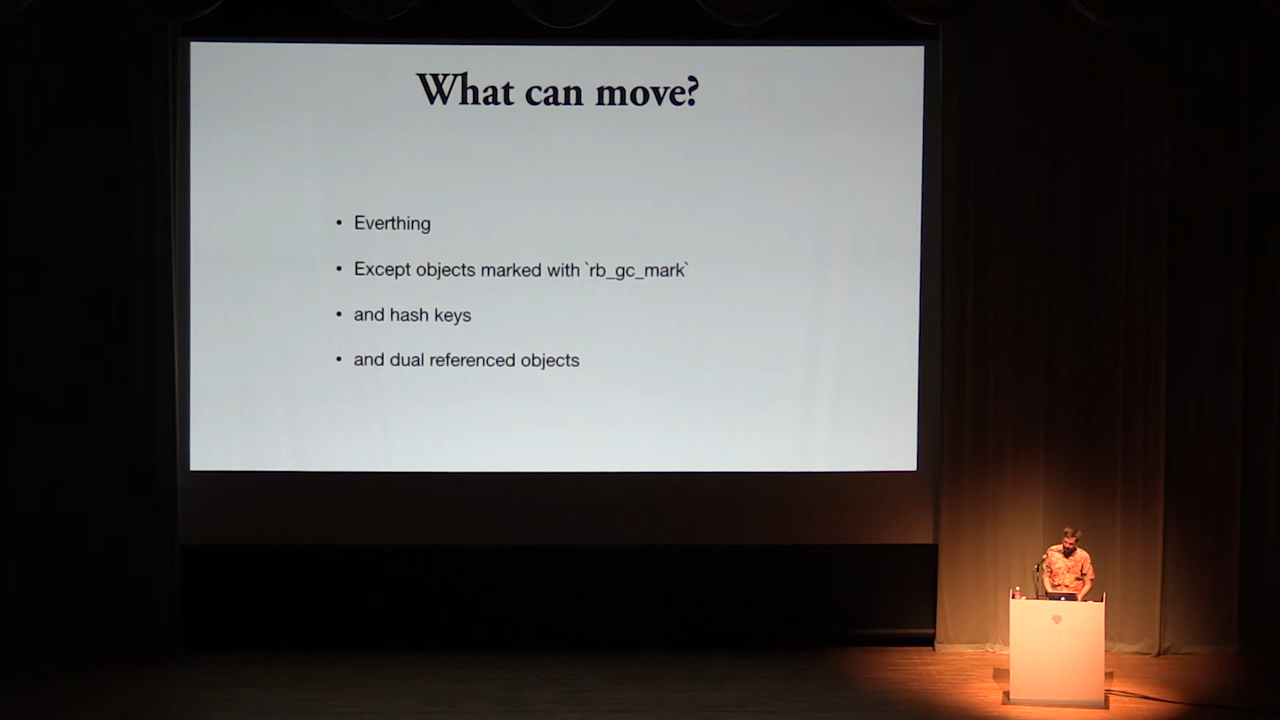 What can move?
• Everthing
• Except objects marked with `rb_gc_mark`
• and hash keys
• and dual referenced objects